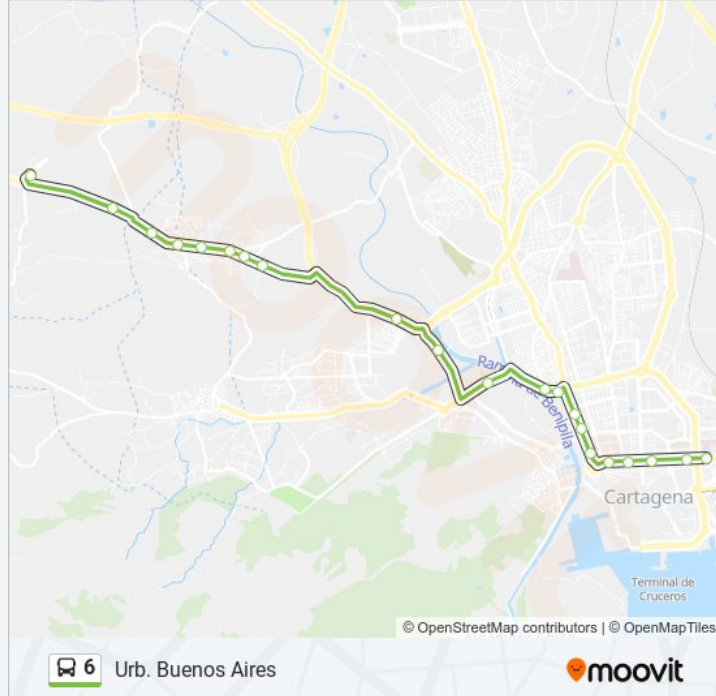 Rambla de Benipila
Cartagena
Terminal de
Cruceros
© OpenStreetMap contributors | © OpenMapTiles
6 Urb. Buenos Aires
moovit